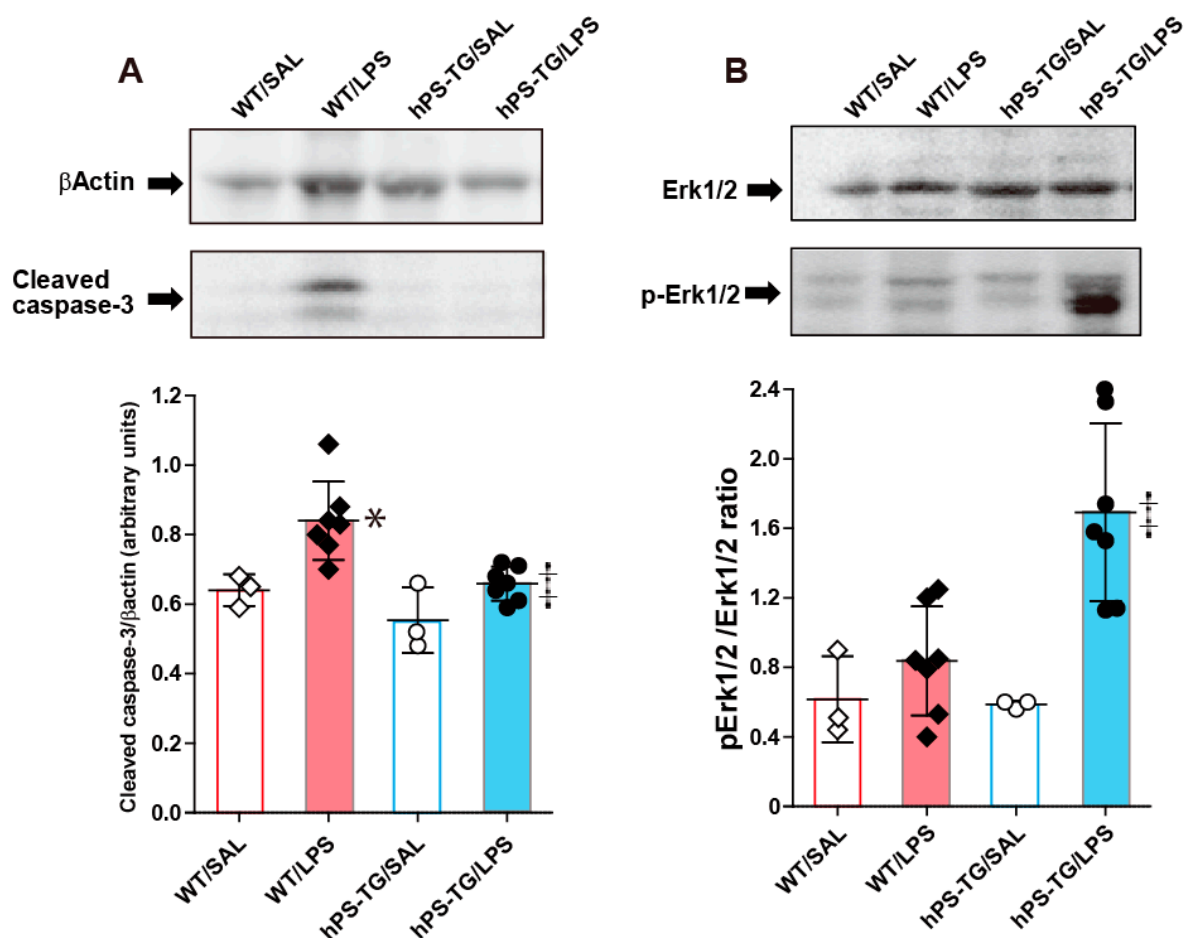 A
WT/SAL
WT/LPS
hPS-TG/SAL
hPS-TG/LPS
βActin
Cleaved
caspase-3
Cleaved caspase-3/βactin (arbitrary units)
1.2
1.0
0.8
0.6
0.4
0.2
0.0
*
WT/SAL
WT/LPS
hPS-TG/SAL
hPS-TG/LPS
B
WT/SAL
WT/LPS
hPS-TG/SAL
hPS-TG/LPS
Erk1/2
p-Erk1/2
pErk1/2 /Erk1/2 ratio
2.4
2.0
1.6
1.2
0.8
0.4
0
WT/SAL
WT/LPS
hPS-TG/SAL
hPS-TG/LPS